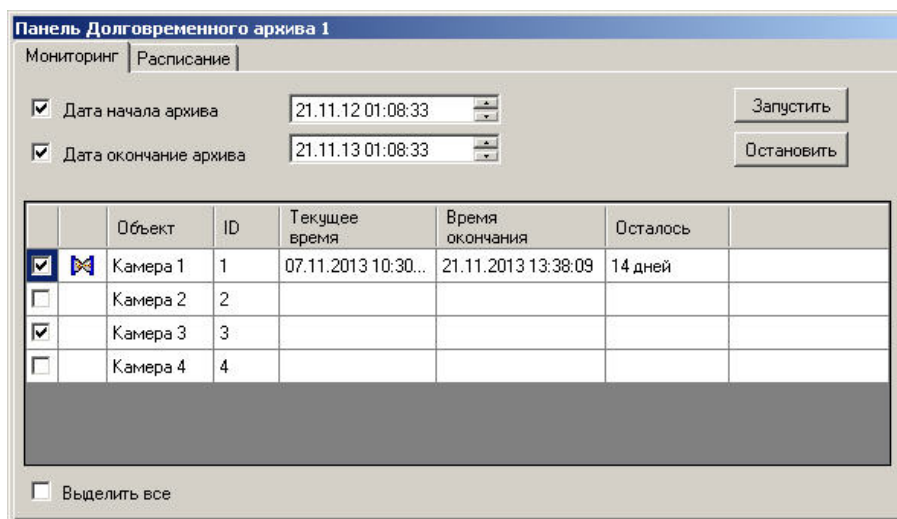 Панель Долговременного архива 1
Мониторинг Расписание
Дата начала архива 21.11.12 01:08:33 Запустить
Дата окончание архива 21.11.13 01:08:33 Остановить
Объект ID Текущее время Время окончания Осталось
Камера 1 1 07.11.2013 10:30... 21.11.2013 13:38:09 14 дней
Камера 2 2
Камера 3 3
Камера 4 4
Выделить все